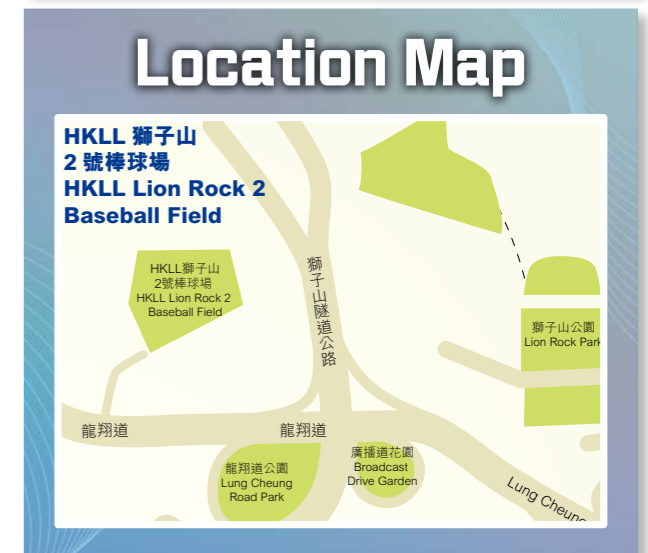 Location Map
HKLL 獅子山
2 號棒球場
HKLL Lion Rock 2
Baseball Field
HKLL獅子山
2號棒球場
HKLL Lion Rock 2
Baseball Field
獅子山隧道公路
獅子山公園
Lion Rock Park
龍翔道
龍翔道
龍翔道公園
Lung Cheung
Road Park
廣播道花園
Broadcast
Drive Garden
Lung Cheung